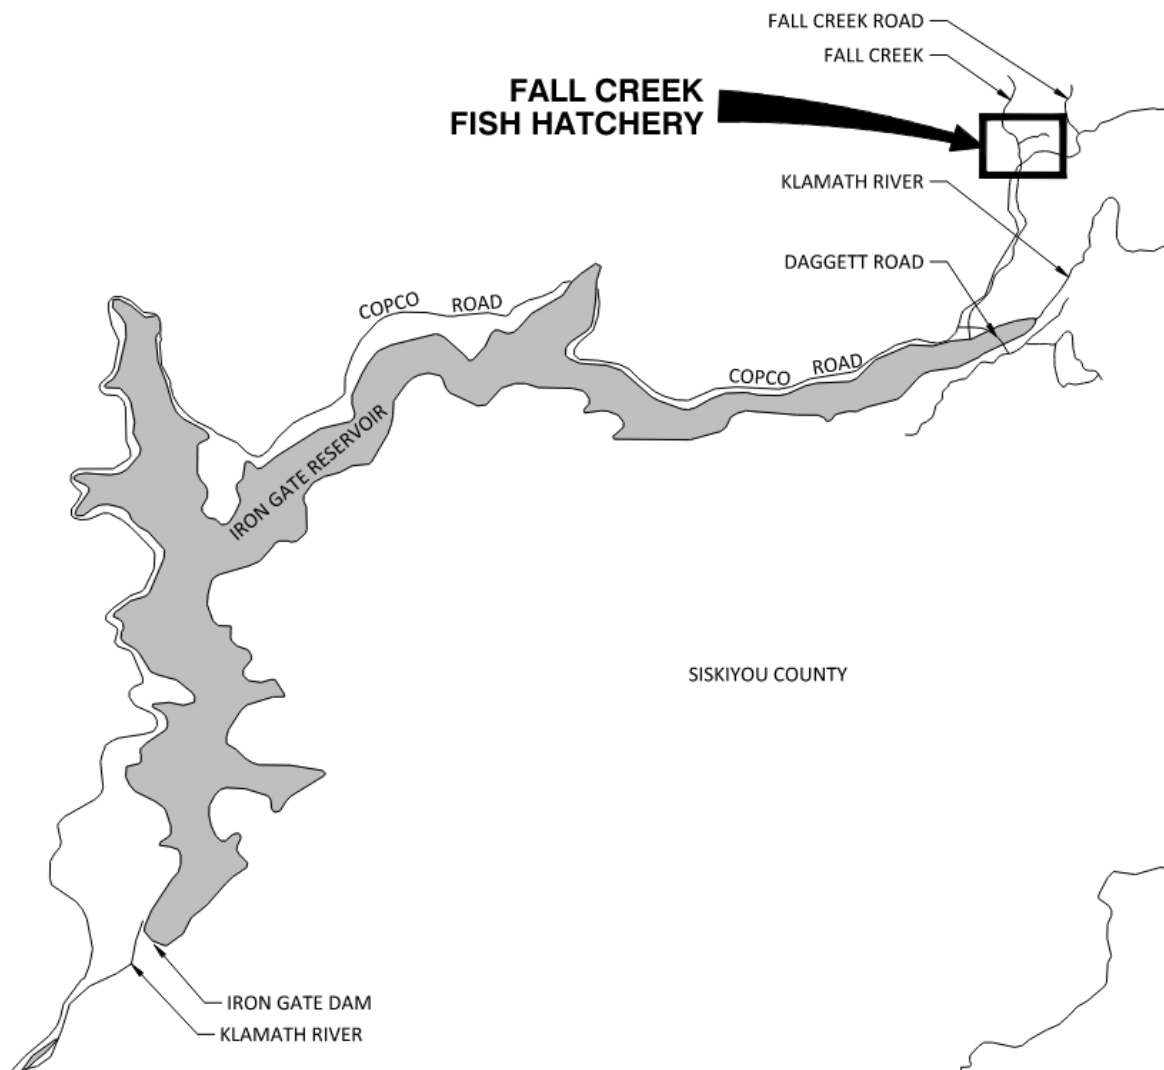 FALL CREEK ROAD
FALL CREEK
FALL CREEK
FISH HATCHERY
KLAMATH RIVER
DAGGETT ROAD
COPCO ROAD
COPCO ROAD
IRON GATE RESERVOIR
SISKIYOU COUNTY
IRON GATE DAM
KLAMATH RIVER